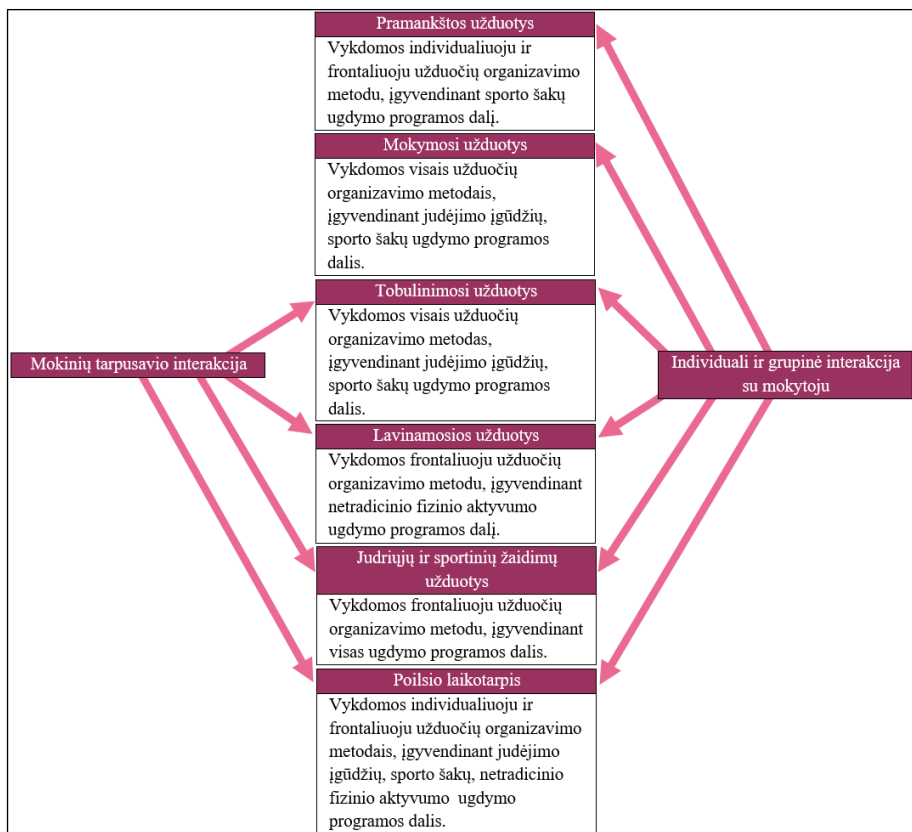 Pramankštos užduotys
Vykdomos individualiuoju ir
frontaliuoju užduočių organizavimo
metodu, įgyvendinant sporto šakų
ugdymo programos dalį.
Mokymosi užduotys
Vykdomos visais užduočių
organizavimo metodais,
įgyvendinant judėjimo įgūdžių,
sporto šakų ugdymo programos
dalis.
Tobulinimosi užduotys
Vykdomos visais užduočių
organizavimo metodas,
įgyvendinant judėjimo įgūdžių,
sporto šakų ugdymo programos
dalis.
Mokinių tarpusavio interakcija
Individuali ir grupinė interakcija
su mokytoju
Lavinamosios užduotys
Vykdomos frontaliuoju užduočių
organizavimo metodu, įgyvendinant
netradicinio fizinio aktyvumo
ugdymo programos dalį.
Judriųjų ir sportinių žaidimų
užduotys
Vykdomos frontaliuoju užduočių
organizavimo metodu, įgyvendinant
visas ugdymo programos dalis.
Poilsio laikotarpis
Vykdomos individualiuoju ir
frontaliuoju užduočių organizavimo
metodais, įgyvendinant judėjimo
įgūdžių, sporto šakų, netradicinio
fizinio aktyvumo ugdymo
programos dalis.